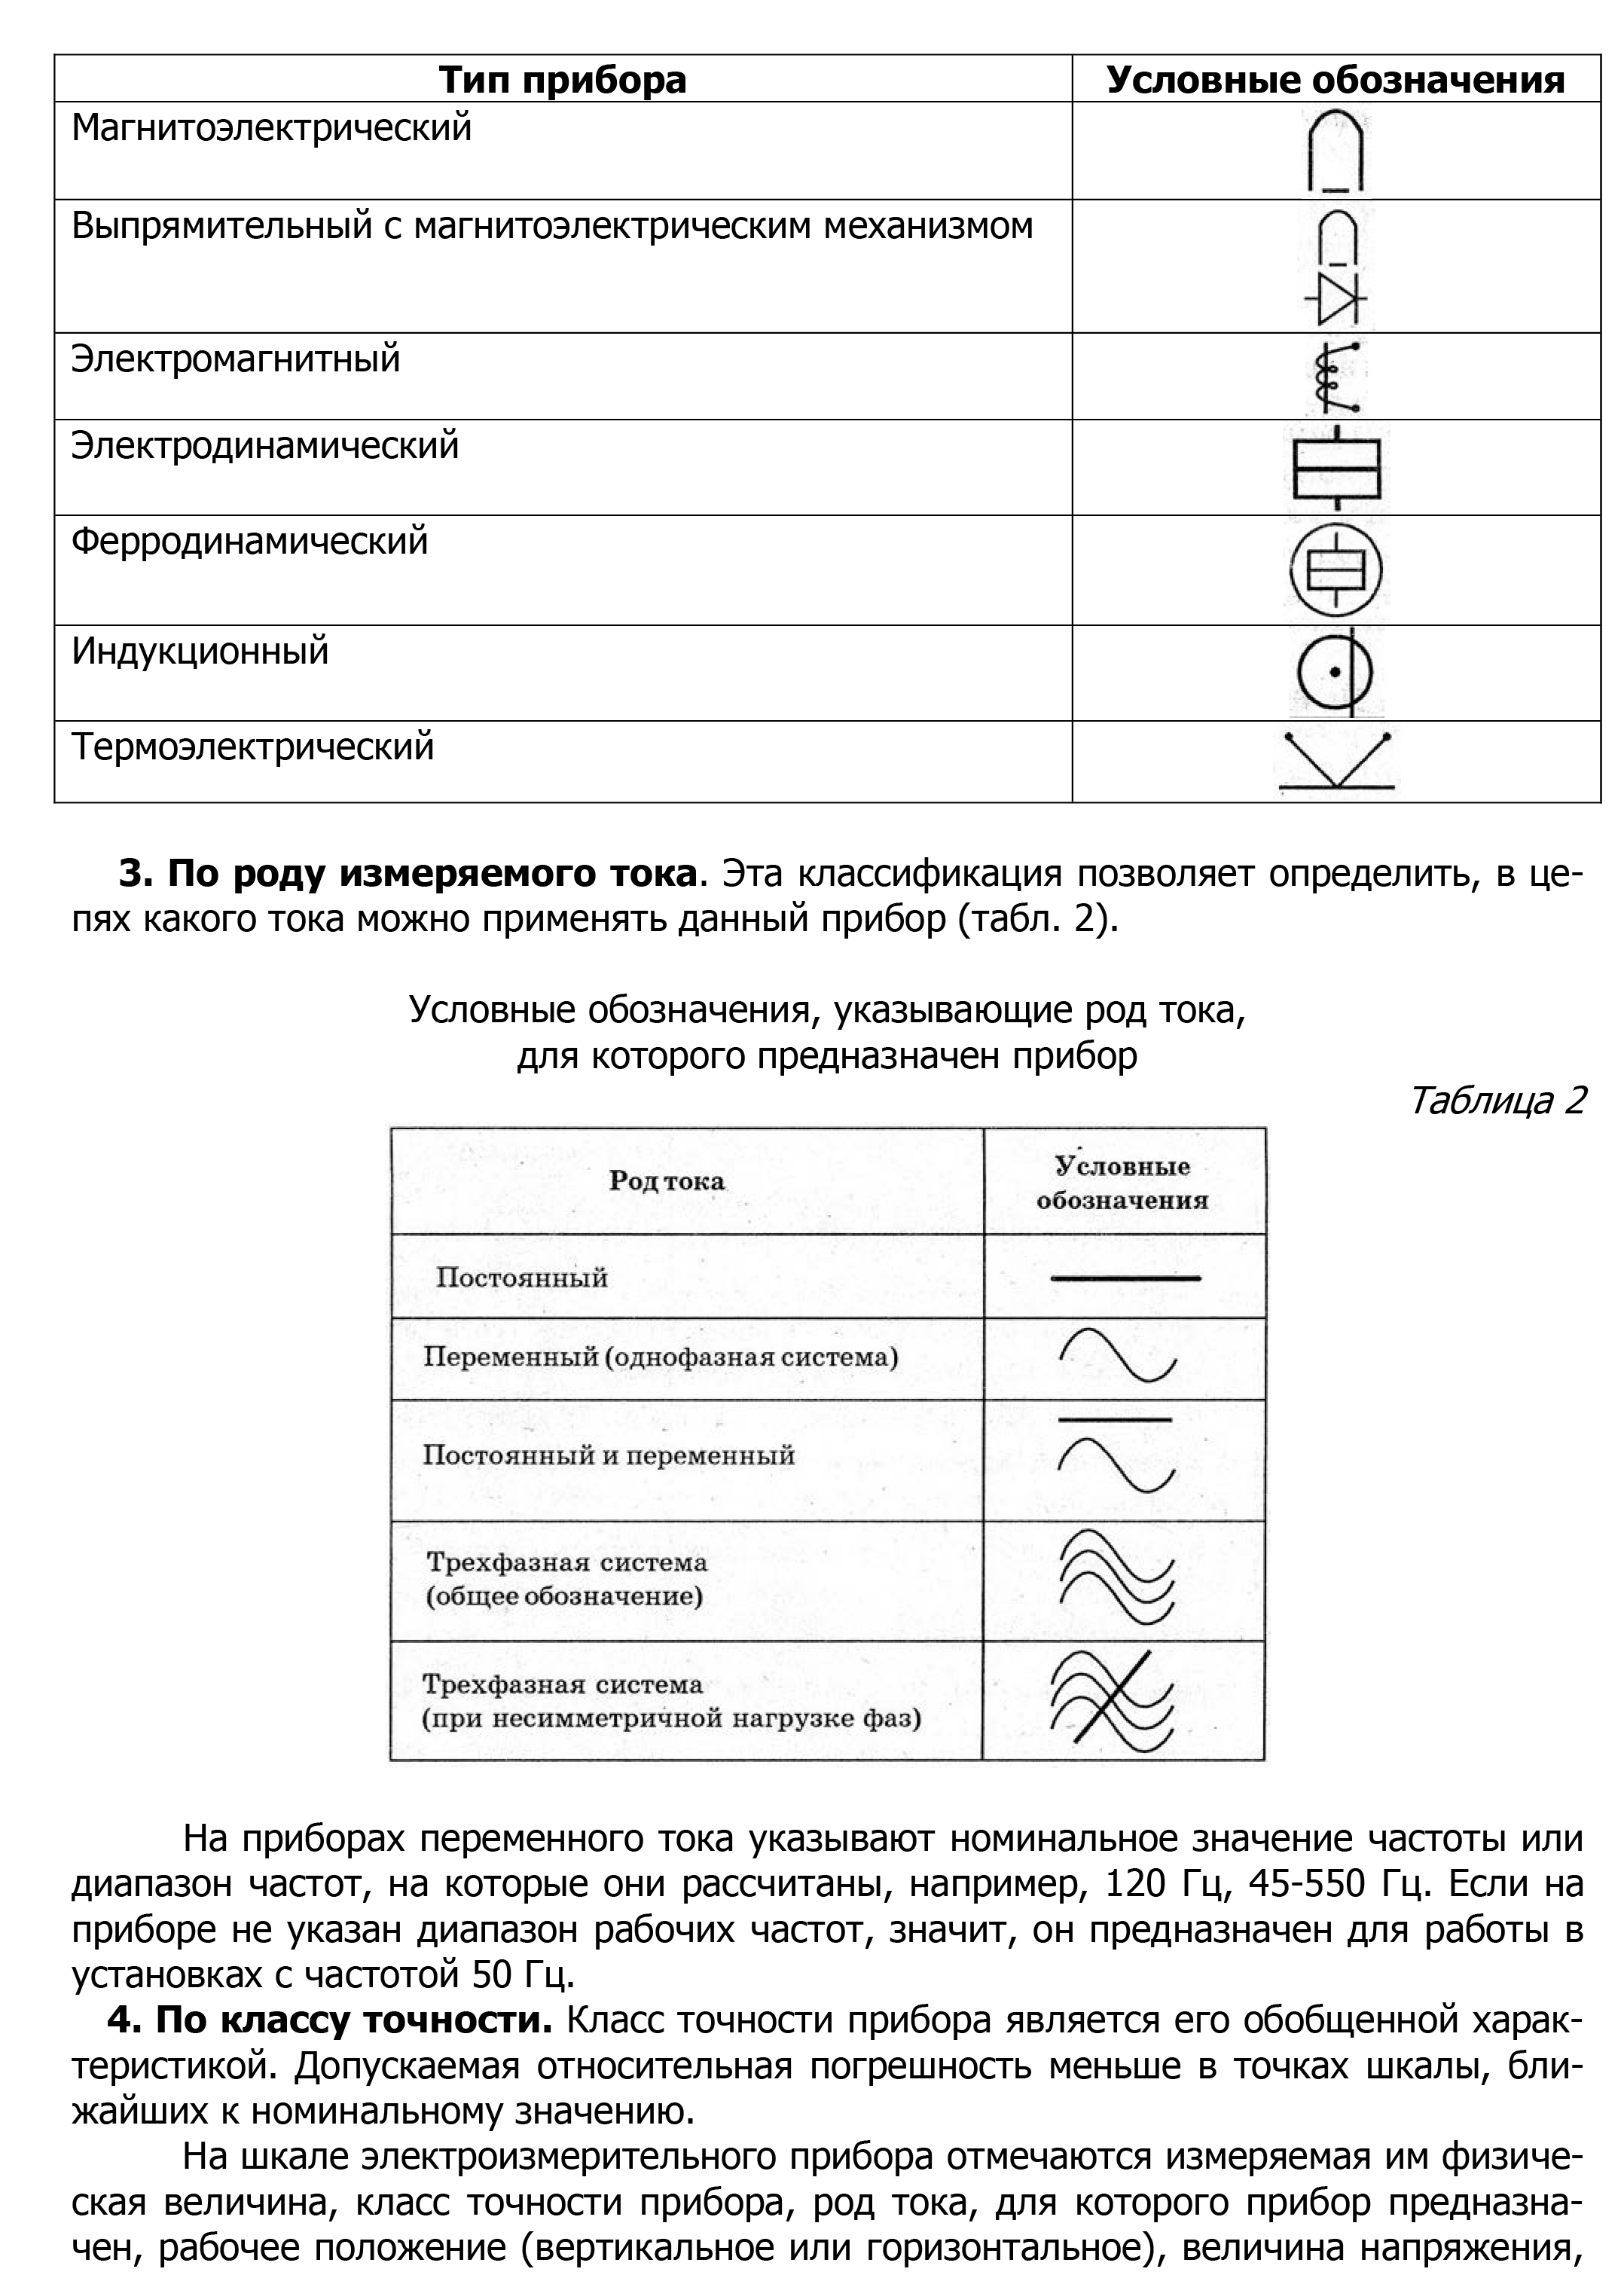 Тип прибора Условные обозначения
Магнитоэлектрический
Выпрямительный с магнитоэлектрическим механизмом
Электромагнитный
Электродинамический
Ферродинамический
Индукционный
Термоэлектрический
3. По роду измеряемого тока. Эта классификация позволяет определить, в це-
пях какого тока можно применять данный прибор (табл. 2).
Условные обозначения, указывающие род тока,
для которого предназначен прибор
Таблица 2
Род тока Условные
обозначения
Постоянный
Переменный (однофазная система)
Постоянный и переменный
Трехфазная система
(общее обозначение)
Трехфазная система
(при несимметричной нагрузке фаз)
На приборах переменного тока указывают номинальное значение частоты или
диапазон частот, на которые они рассчитаны, например, 120 Гц, 45-550 Гц. Если на
приборе не указан диапазон рабочих частот, значит, он предназначен для работы в
установках с частотой 50 Гц.
4. По классу точности. Класс точности прибора является его обобщенной харак-
теристикой. Допускаемая относительная погрешность меньше в точках шкалы, бли-
жайших к номинальному значению.
На шкале электроизмерительного прибора отмечаются измеряемая им физиче-
ская величина, класс точности прибора, род тока, для которого прибор предназна-
чен, рабочее положение (вертикальное или горизонтальное), величина напряжения,